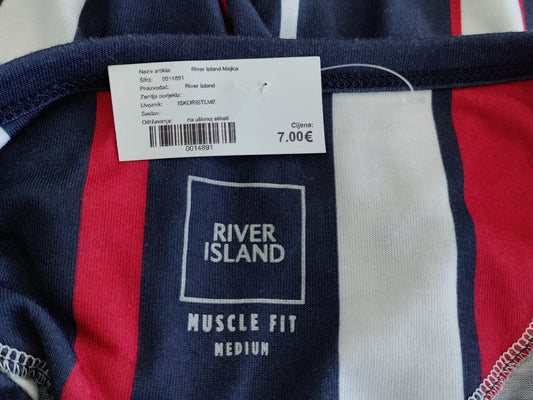 Naziv artikla: River Island Majica
Šifra: 0014891
Proizvođač: River Island
Zemlja porijekla:
Uvoznik: ISKORISTI.ME
Sastav:
Održavanje: na ušivnoj etiketi
Cijena:
7.00€
0014891
RIVER
ISLAND
MUSCLE FIT
MEDIUM